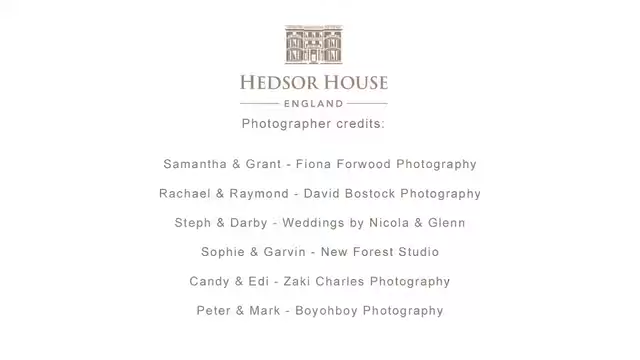 HEDSOR HOUSE
ENGLAND
Photographer credits:
Samantha & Grant - Fiona Forwood Photography
Rachael & Raymond - David Bostock Photography
Steph & Darby - Weddings by Nicola & Glenn
Sophie & Garvin - New Forest Studio
Candy & Edi - Zaki Charles Photography
Peter & Mark - Boyohboy Photography